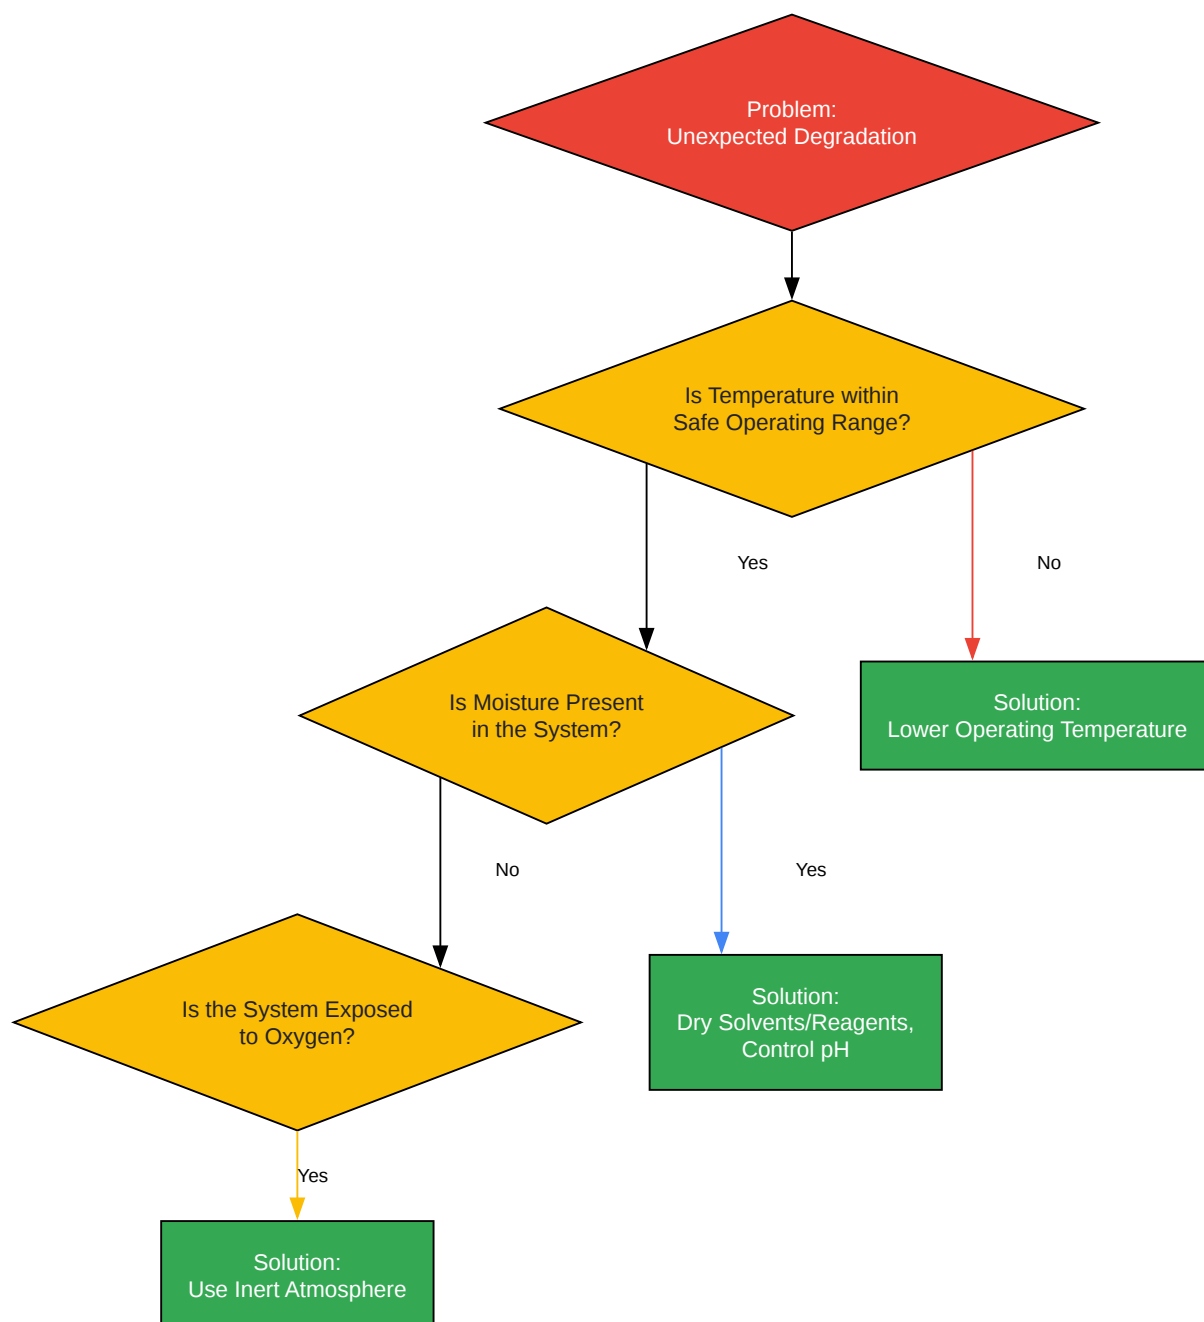 Problem:
Unexpected Degradation
Is Temperature within
Safe Operating Range?
Yes
No
Is Moisture Present
in the System?
Solution:
Lower Operating Temperature
No
Yes
Is the System Exposed
to Oxygen?
Solution:
Dry Solvents/Reagents,
Control pH
Yes
Solution:
Use Inert Atmosphere